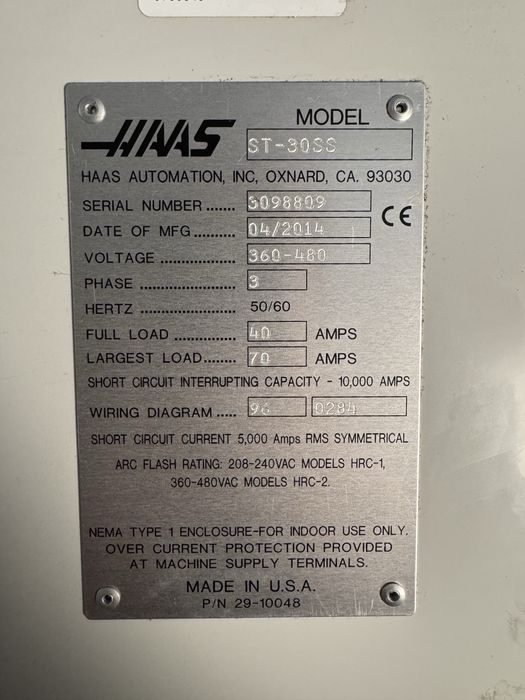 HAAS
MODEL
ST-30SS
HAAS AUTOMATION, INC, OXNARD, CA. 93030
SERIAL NUMBER ....... 3098809
CE
DATE OF MFG.......... 04/2014
VOLTAGE .................. 360-480
PHASE ....................... 3
HERTZ ....................... 50/60
FULL LOAD ............... 40 AMPS
LARGEST LOAD........ 70 AMPS
SHORT CIRCUIT INTERRUPTING CAPACITY - 10,000 AMPS
WIRING DIAGRAM ..... 96 0284
SHORT CIRCUIT CURRENT 5,000 Amps RMS SYMMETRICAL
ARC FLASH RATING: 208-240VAC MODELS HRC-1,
360-480VAC MODELS HRC-2.
NEMA TYPE 1 ENCLOSURE-FOR INDOOR USE ONLY.
OVER CURRENT PROTECTION PROVIDED
AT MACHINE SUPPLY TERMINALS.
MADE IN U.S.A.
P/N 29-10048